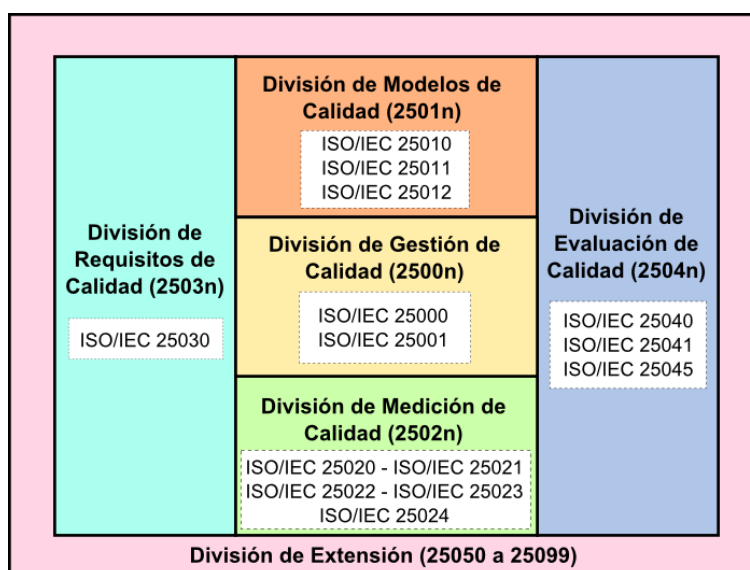 División de Modelos de
Calidad (2501n)
ISO/IEC 25010
ISO/IEC 25011
ISO/IEC 25012
División de
Requisitos de
Calidad (2503n)
ISO/IEC 25030
División de Gestión de
Calidad (2500n)
ISO/IEC 25000
ISO/IEC 25001
División de
Evaluación de
Calidad (2504n)
ISO/IEC 25040
ISO/IEC 25041
ISO/IEC 25045
División de Medición de
Calidad (2502n)
ISO/IEC 25020 - ISO/IEC 25021
ISO/IEC 25022 - ISO/IEC 25023
ISO/IEC 25024
División de Extensión (25050 a 25099)